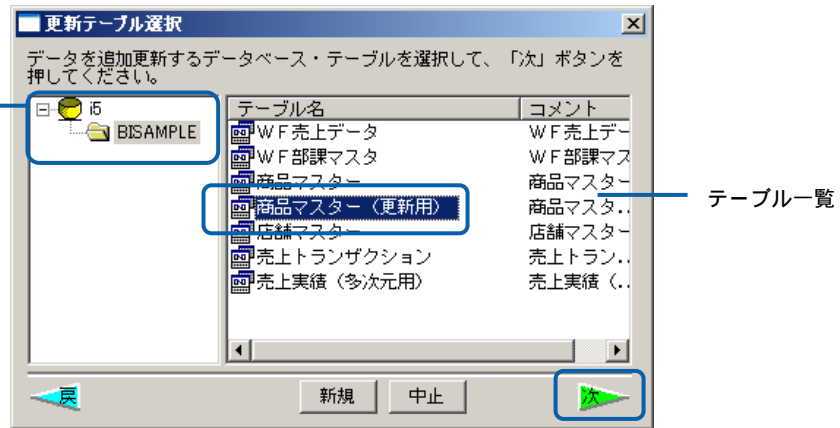 更新テーブル選択
データを追加更新するデータベース・テーブルを選択して、「次」ボタンを
押してください。
i5
BISAMPLE
テーブル名 コメント
WF売上データ WF売上デー
WF部課マスタ WF部課マス
商品マスター 商品マスター
商品マスター（更新用） 商品マスタ..
店舗マスター 店舗マスター
売上トランザクション 売上トラン..
売上実績（多次元用） 売上実績（..
テーブル一覧
戻 新規 中止 次